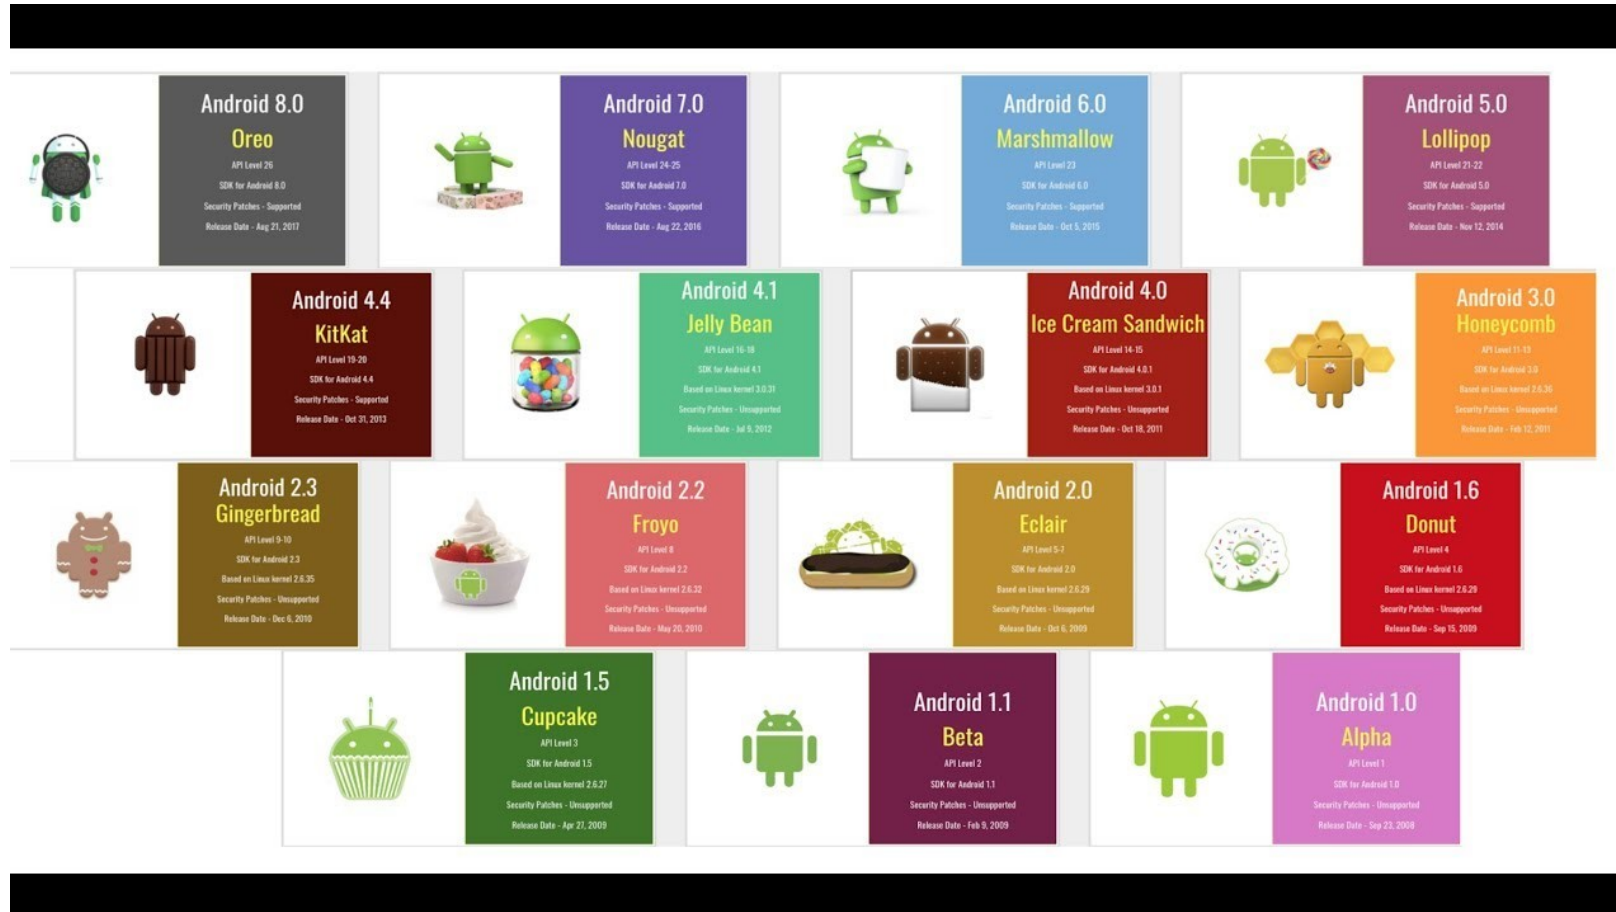 Android 8.0
Oreo
API Level 26
SDK for Android 8.0
Security Patches - Supported
Release Date - Aug 21, 2017
Android 7.0
Nougat
API Level 24-25
SDK for Android 7.0
Security Patches - Supported
Release Date - Aug 22, 2016
Android 6.0
Marshmallow
API Level 23
SDK for Android 6.0
Security Patches - Supported
Release Date - Oct 5, 2015
Android 5.0
Lollipop
API Level 21-22
SDK for Android 5.0
Security Patches - Supported
Release Date - Nov 12, 2014
Android 4.4
KitKat
API Level 19-20
SDK for Android 4.4
Security Patches - Supported
Release Date - Oct 31, 2013
Android 4.1
Jelly Bean
API Level 16-18
SDK for Android 4.1
Based on Linux kernel 3.0.31
Security Patches - Unsupported
Release Date - Jul 9, 2012
Android 4.0
Ice Cream Sandwich
API Level 14-15
SDK for Android 4.0.1
Based on Linux kernel 3.0.1
Security Patches - Unsupported
Release Date - Oct 18, 2011
Android 3.0
Honeycomb
API Level 11-13
SDK for Android 3.0
Based on Linux kernel 2.6.36
Security Patches - Unsupported
Release Date - Feb 12, 2011
Android 2.3
Gingerbread
API Level 9-10
SDK for Android 2.3
Based on Linux kernel 2.6.35
Security Patches - Unsupported
Release Date - Dec 6, 2010
Android 2.2
Froyo
API Level 8
SDK for Android 2.2
Based on Linux kernel 2.6.32
Security Patches - Unsupported
Release Date - May 20, 2010
Android 2.0
Eclair
API Level 5-7
SDK for Android 2.0
Based on Linux kernel 2.6.29
Security Patches - Unsupported
Release Date - Oct 6, 2009
Android 1.6
Donut
API Level 4
SDK for Android 1.6
Based on Linux kernel 2.6.29
Security Patches - Unsupported
Release Date - Sep 15, 2009
Android 1.5
Cupcake
API Level 3
SDK for Android 1.5
Based on Linux kernel 2.6.27
Security Patches - Unsupported
Release Date - Apr 27, 2009
Android 1.1
Beta
API Level 2
SDK for Android 1.1
Security Patches - Unsupported
Release Date - Feb 9, 2009
Android 1.0
Alpha
API Level 1
SDK for Android 1.0
Security Patches - Unsupported
Release Date - Sep 23, 2008